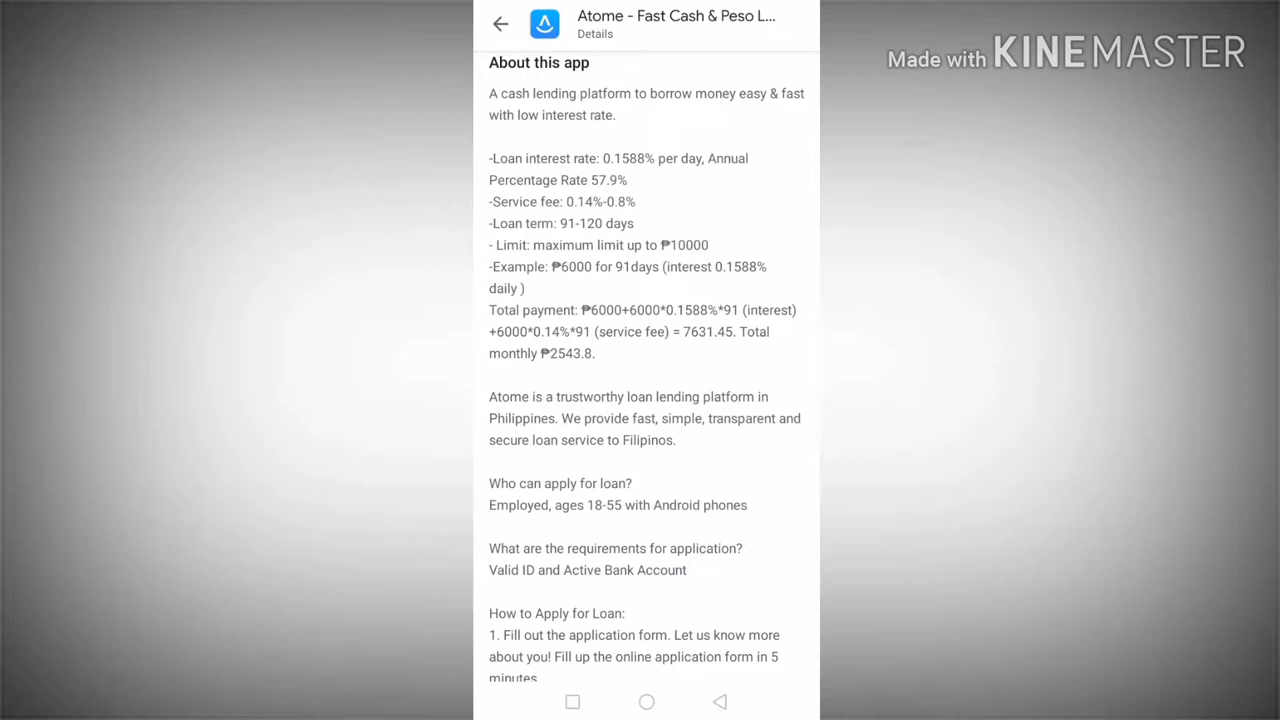 Atome - Fast Cash & Peso L...
Details
Made with KINEMASTER
About this app
A cash lending platform to borrow money easy & fast
with low interest rate.
-Loan interest rate: 0.1588% per day, Annual
Percentage Rate 57.9%
-Service fee: 0.14%-0.8%
-Loan term: 91-120 days
- Limit: maximum limit up to ₱10000
-Example: ₱6000 for 91days (interest 0.1588%
daily )
Total payment: ₱6000+6000*0.1588%*91 (interest)
+6000*0.14%*91 (service fee) = 7631.45. Total
monthly ₱2543.8.
Atome is a trustworthy loan lending platform in
Philippines. We provide fast, simple, transparent and
secure loan service to Filipinos.
Who can apply for loan?
Employed, ages 18-55 with Android phones
What are the requirements for application?
Valid ID and Active Bank Account
How to Apply for Loan:
1. Fill out the application form. Let us know more
about you! Fill up the online application form in 5
minutes